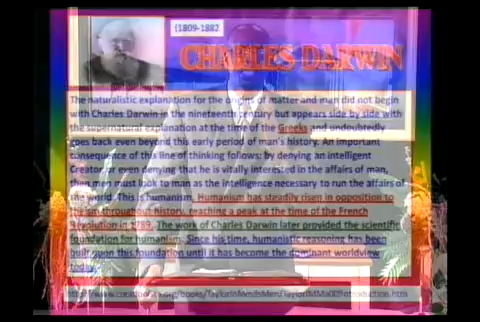 (1809-1882
CHARLES DARWIN
The naturalistic explanation for the origins of matter and man did not begin
with Charles Darwin in the nineteenth century but appears side by side with
the supernatural explanation at the time of the Greeks and undoubtedly
goes back even beyond this early period of man's history. An important
consequence of this line of thinking follows: by denying an intelligent
Creator or even denying that he is vitally interested in the affairs of man,
then men must look to man as the intelligence necessary to run the affairs of
the world. This is humanism. Humanism has steadily risen in opposition to
theism throughout history, reaching a peak at the time of the French
Revolution in 1789. The work of Charles Darwin later provided the scientific
foundation for humanism. Since his time, humanistic reasoning has been
built upon this foundation until it has become the dominant worldview
today.